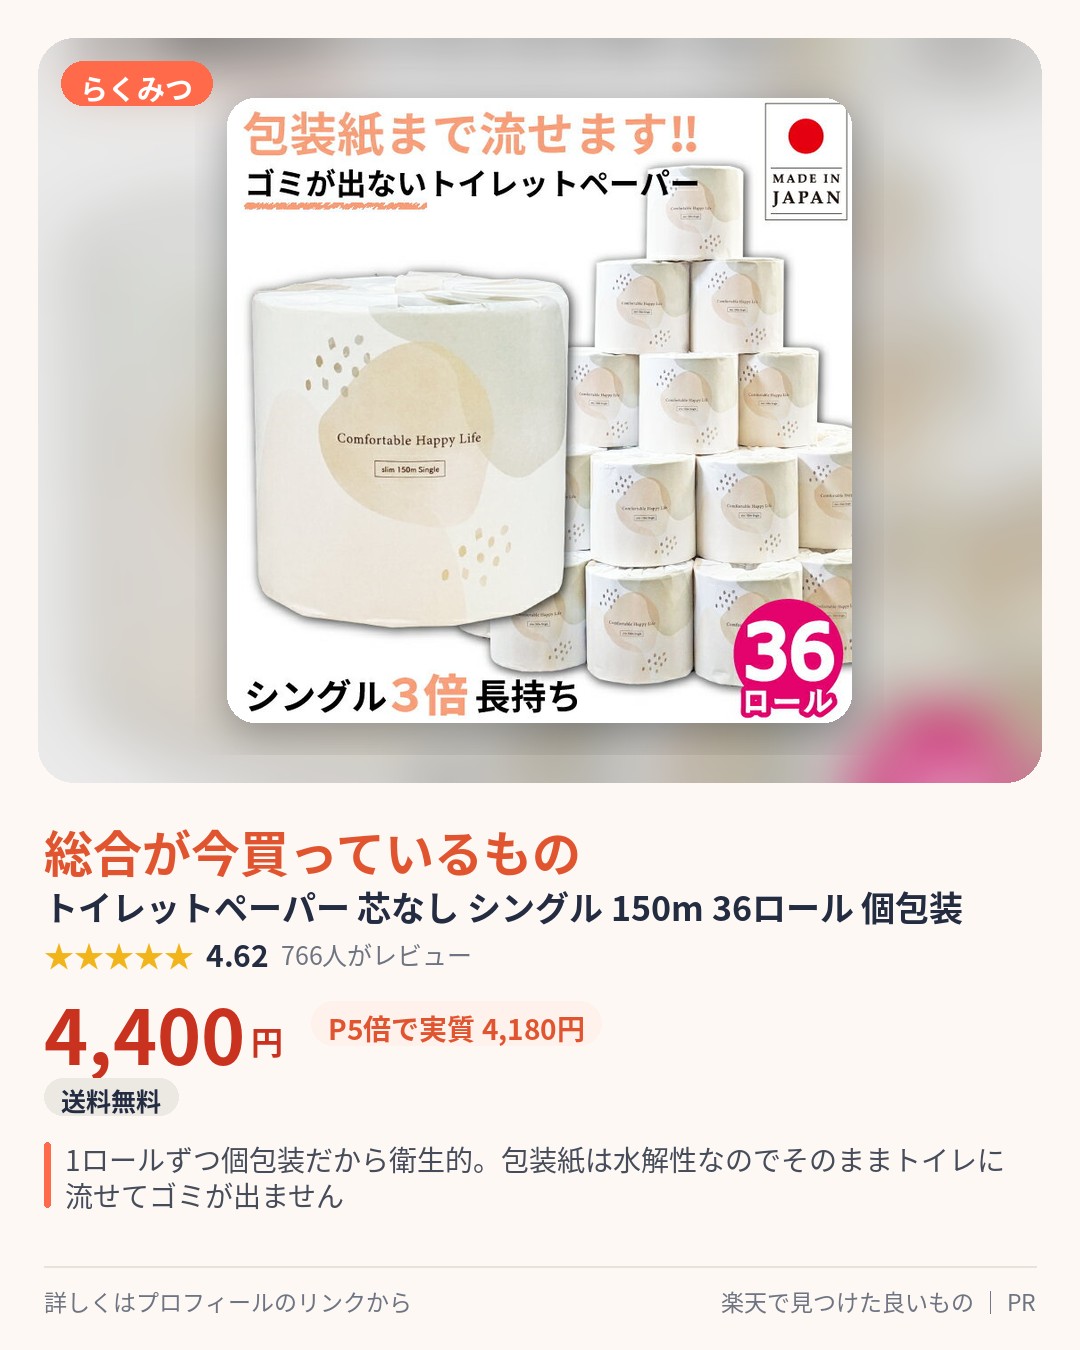 らくみつ
包装紙まで流せます!!
ゴミが出ないトイレットペーパー
MADE IN
JAPAN
Comfortable Happy Life
slim 150m Single
シングル3倍長持ち
36
ロール
総合が今買っているもの
トイレットペーパー 芯なし シングル 150m 36ロール 個包装
★★★★★ 4.62 766人がレビュー
4,400円 P5倍で実質 4,180円
送料無料
1ロールずつ個包装だから衛生的。包装紙は水解性なのでそのままトイレに
流せてゴミが出ません
詳しくはプロフィールのリンクから
楽天で見つけた良いもの｜PR